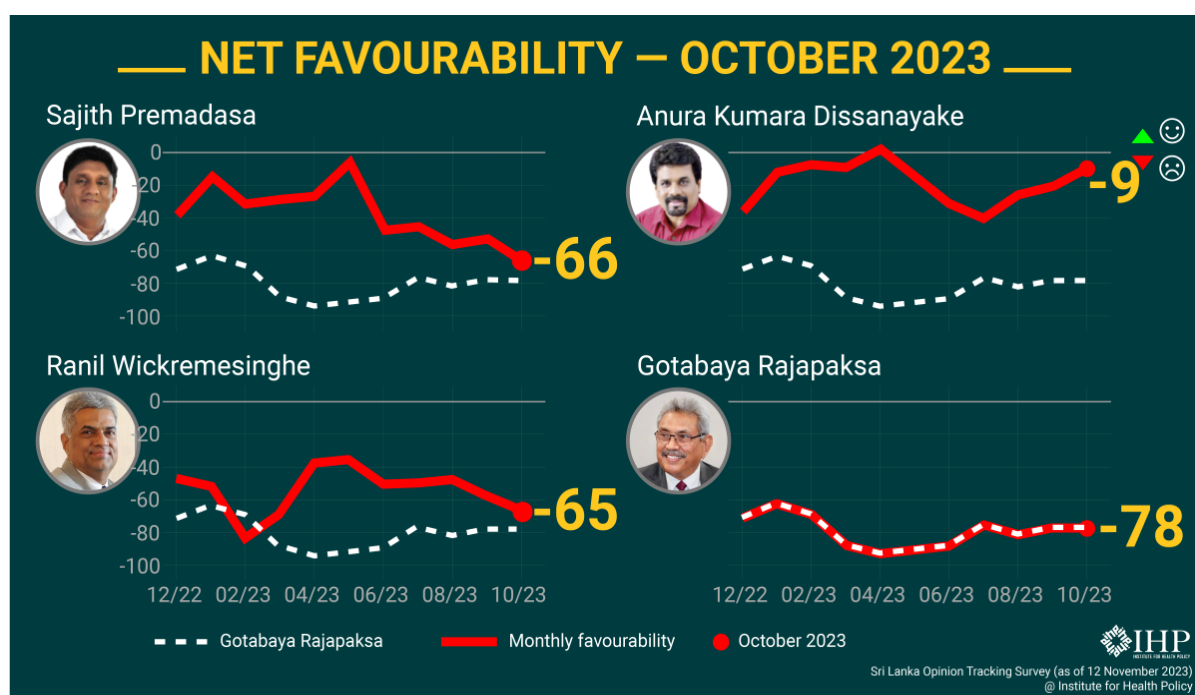 NET FAVOURABILITY — OCTOBER 2023
Sajith Premadasa
0
-20
-40
-60
-80
-100
-66
Anura Kumara Dissanayake
-9
Ranil Wickremesinghe
0
-20
-40
-60
-80
-100
12/22 02/23 04/23 06/23 08/23 10/23
-65
Gotabaya Rajapaksa
12/22 02/23 04/23 06/23 08/23 10/23
-78
Gotabaya Rajapaksa Monthly favourability October 2023
IHP
INSTITUTE FOR HEALTH POLICY
Sri Lanka Opinion Tracking Survey (as of 12 November 2023)
@ Institute for Health Policy